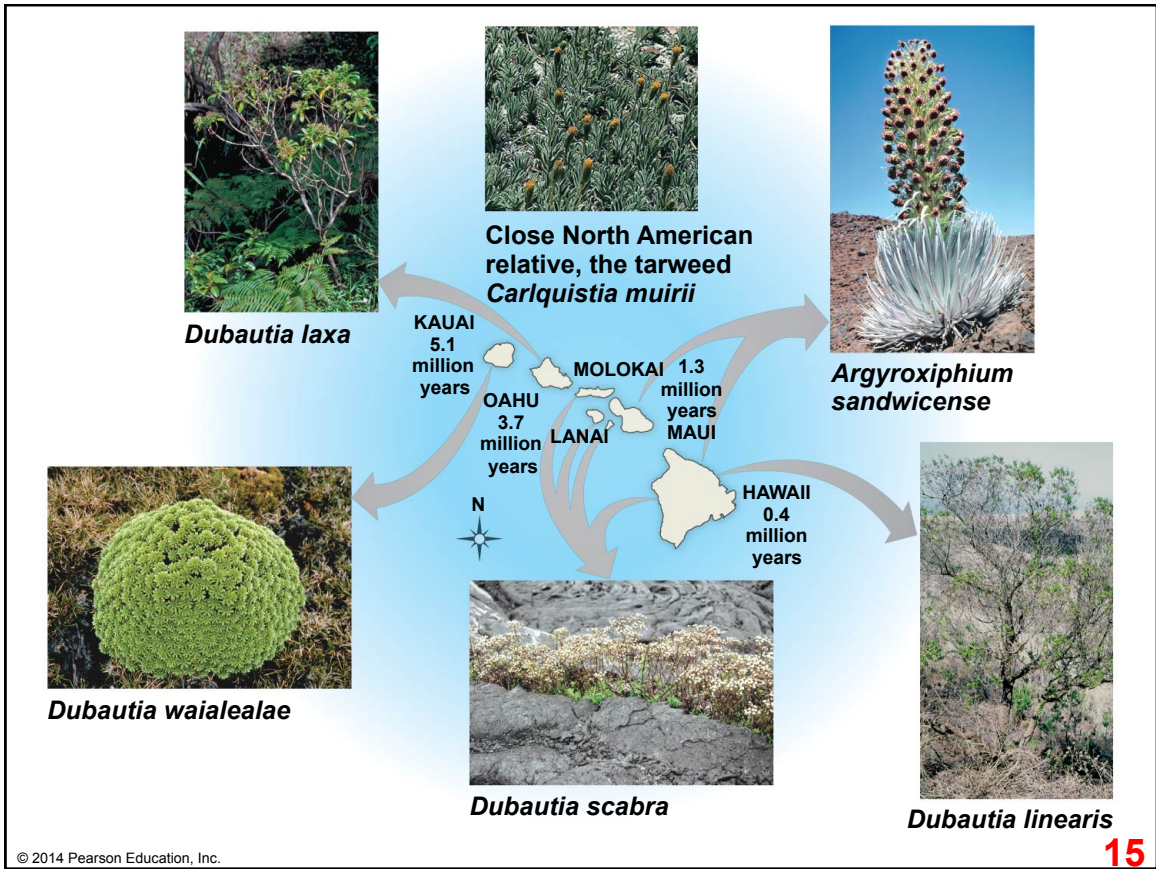 Close North American
relative, the tarweed
Carlquistia muirii
Dubautia laxa
KAUAI
5.1
million
years
MOLOKAI
1.3
million
years
MAUI
Argyroxiphium
sandwicense
OAHU
3.7
million
years
LANAI
N
HAWAII
0.4
million
years
Dubautia waialealae
Dubautia scabra
Dubautia linearis
© 2014 Pearson Education, Inc.
15